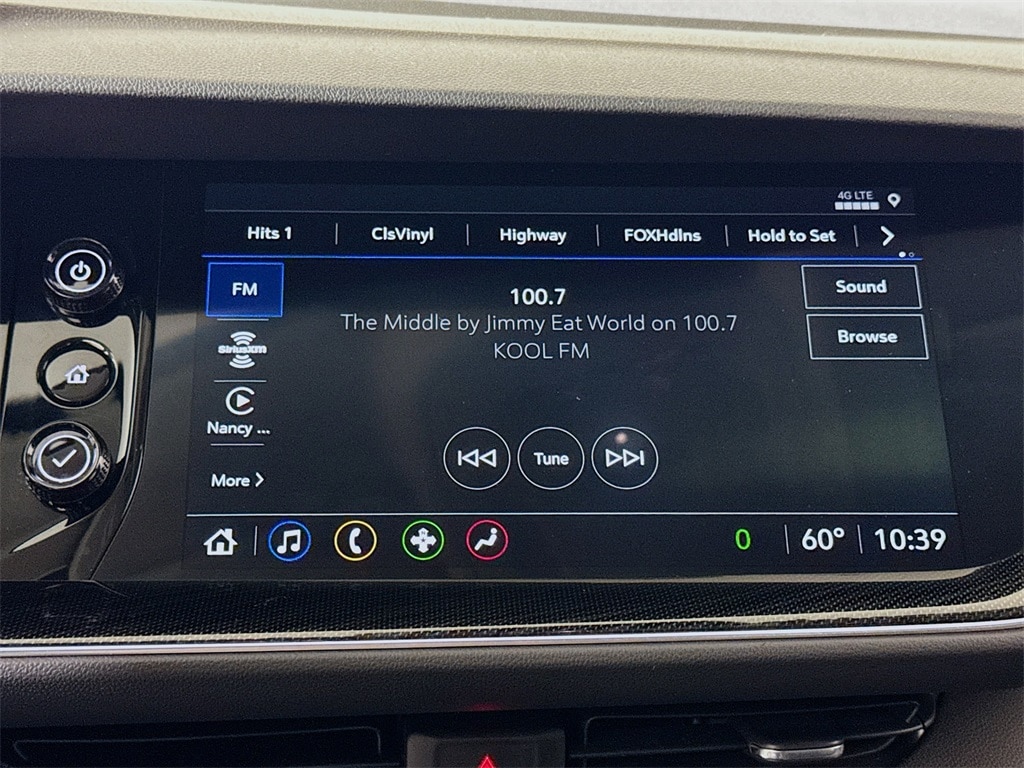 4G LTE
Hits 1 ClsVinyl Highway FOXHdlns Hold to Set
FM
100.7
The Middle by Jimmy Eat World on 100.7
KOOL FM
Sound
Browse
SiriusXM
Nancy ...
More
Tune
0 60° 10:39